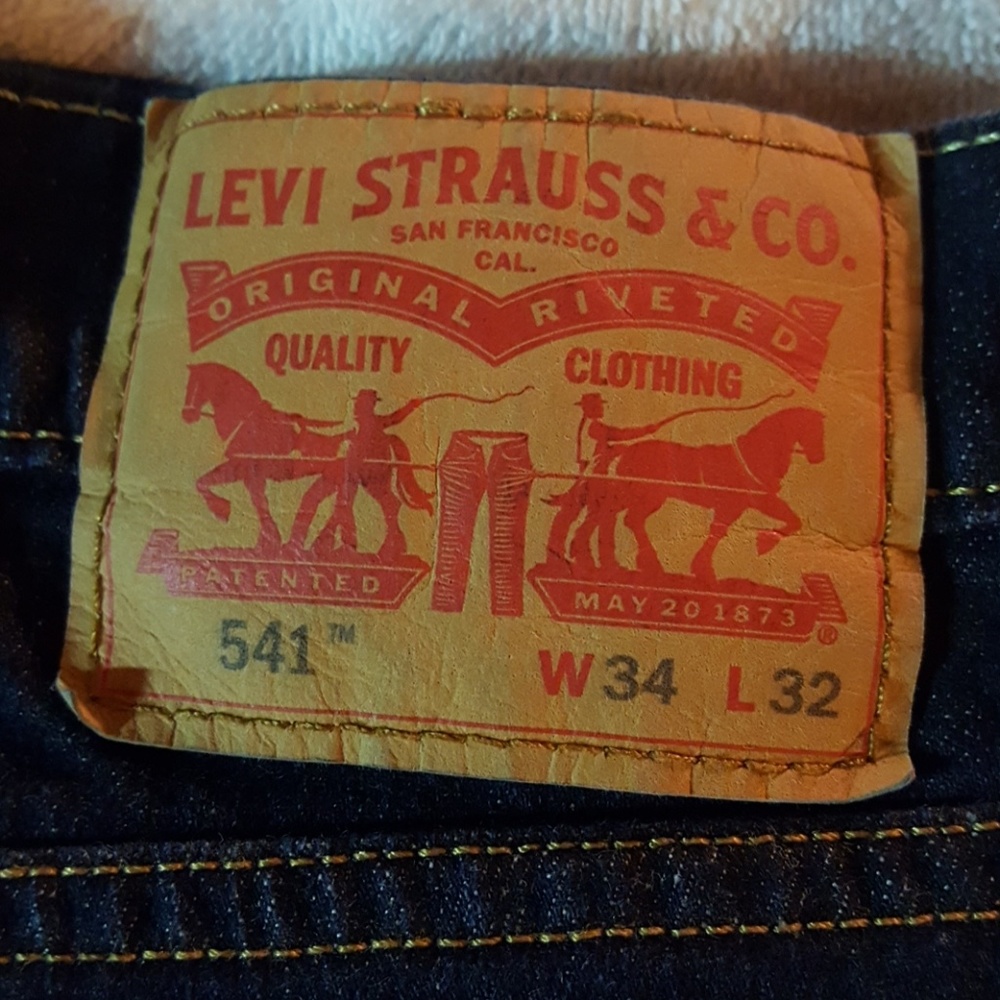 LEVI STRAUSS & CO.
SAN FRANCISCO
CAL.
ORIGINAL RIVETED
QUALITY CLOTHING
PATENTED MAY 20 1873 ®
541™ W34 L32